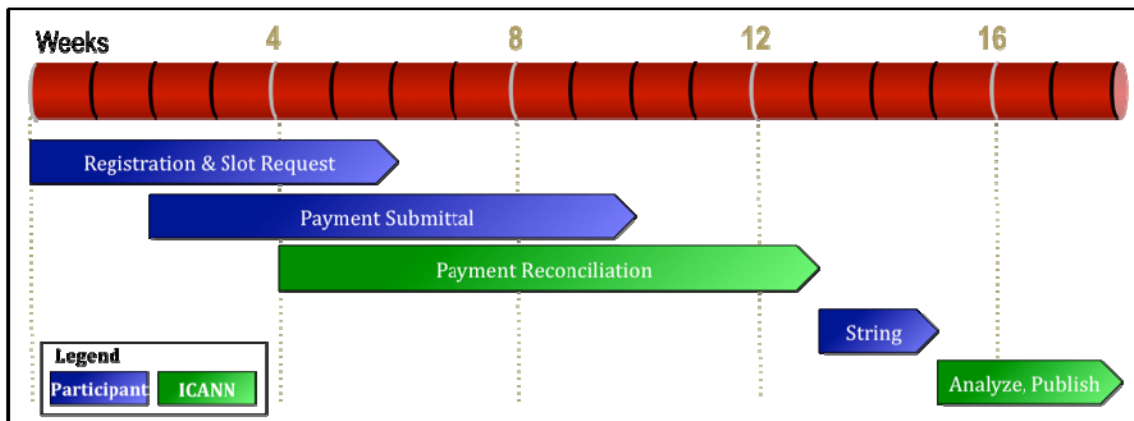 Weeks 4 8 12 16
Registration & Slot Request
Payment Submittal
Payment Reconciliation
String
Analyze, Publish
Legend
Participant ICANN